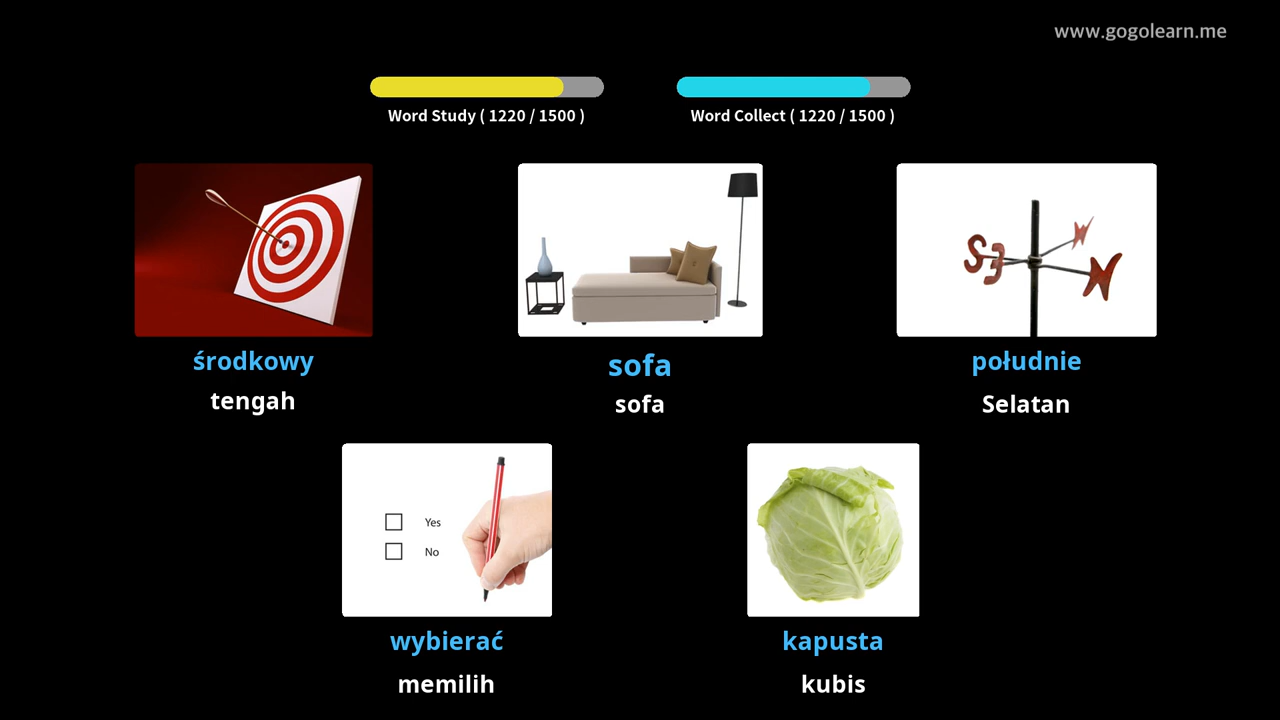 www.gogolearn.me
Word Study ( 1220 / 1500 )
Word Collect ( 1220 / 1500 )
środkowy
tengah
sofa
sofa
S
E
N
W
południe
Selatan
Yes
No
wybierać
memilih
kapusta
kubis